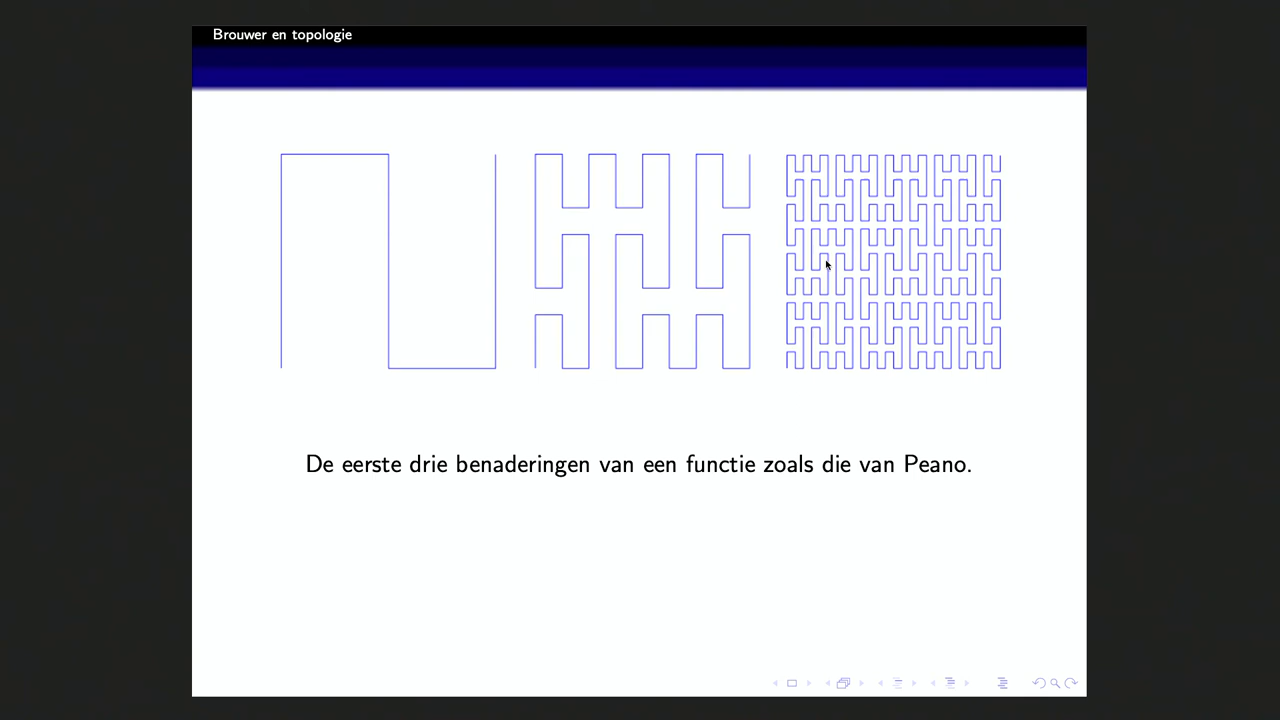 Brouwer en topologie
De eerste drie benaderingen van een functie zoals die van Peano.